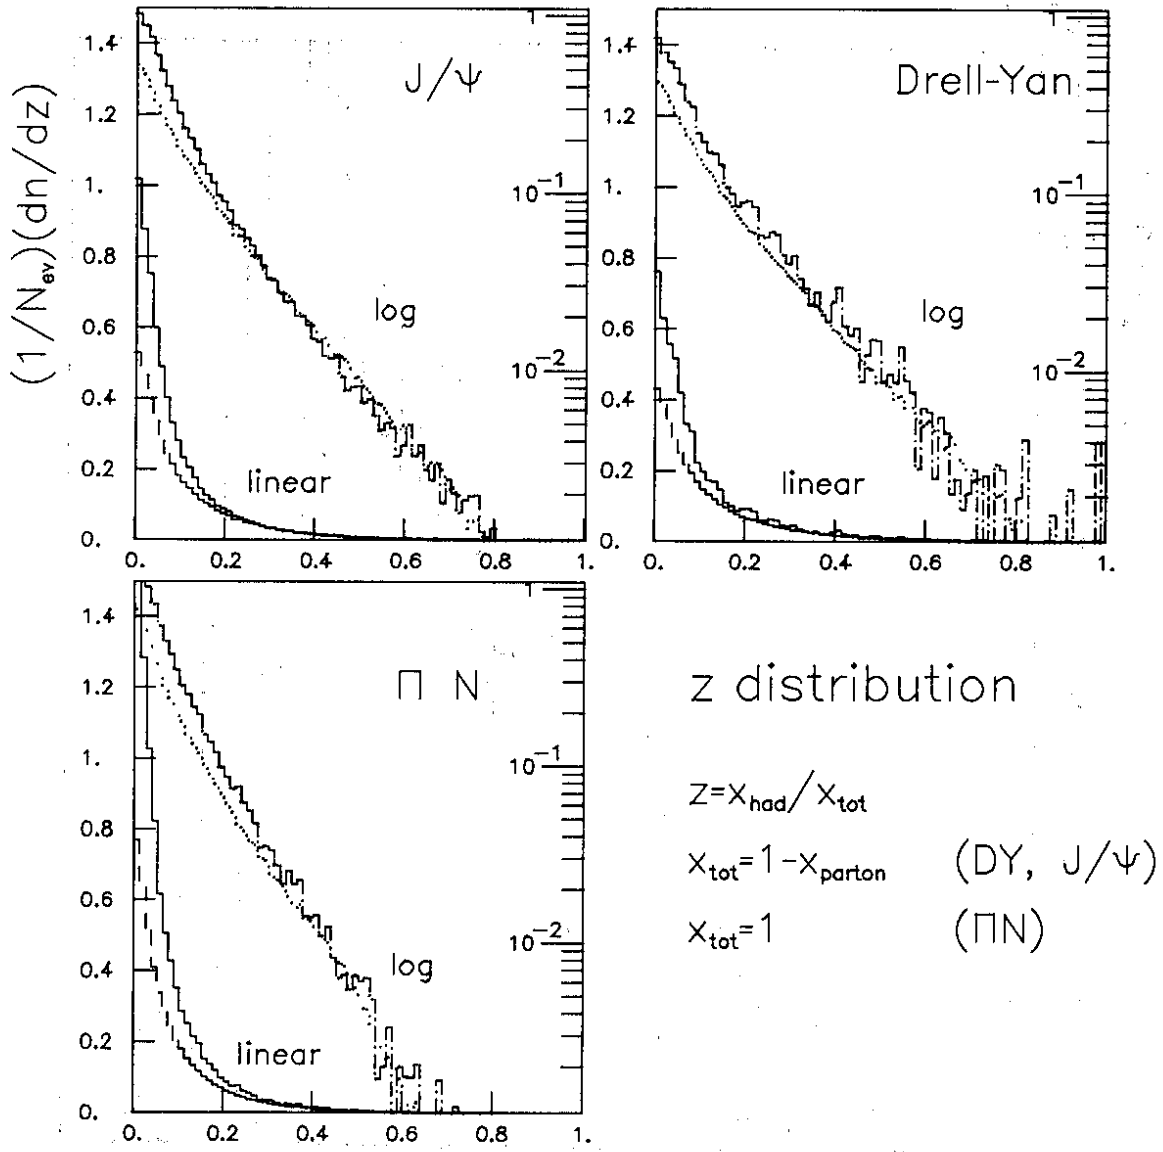 (1/N_ev)(dn/dz)
J/Ψ
1.4
1.2
1.
0.8
0.6
0.4
0.2
0.
1
10^-1
10^-2
log
linear
0. 0.2 0.4 0.6 0.8 1.
Drell-Yan
1.4
1.2
1.
0.8
0.6
0.4
0.2
0.
1
10^-1
10^-2
log
linear
0. 0.2 0.4 0.6 0.8 1.
Π N
1.4
1.2
1.
0.8
0.6
0.4
0.2
0.
1
10^-1
10^-2
log
linear
0. 0.2 0.4 0.6 0.8 1.
z distribution
z=x_had/x_tot
x_tot=1-x_parton (DY, J/Ψ)
x_tot=1 (ΠN)